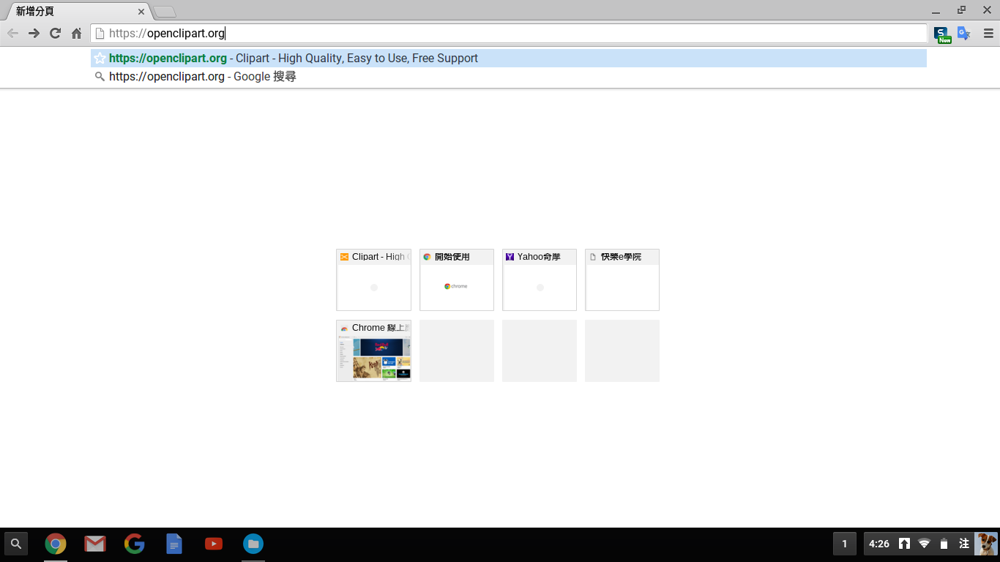 新增分頁
https://openclipart.org
New
https://openclipart.org - Clipart - High Quality, Easy to Use, Free Support
https://openclipart.org - Google 搜尋
Clipart - High
開始使用
Yahoo奇摩
快樂e學院
chrome
Chrome 線上
1
4:26
注